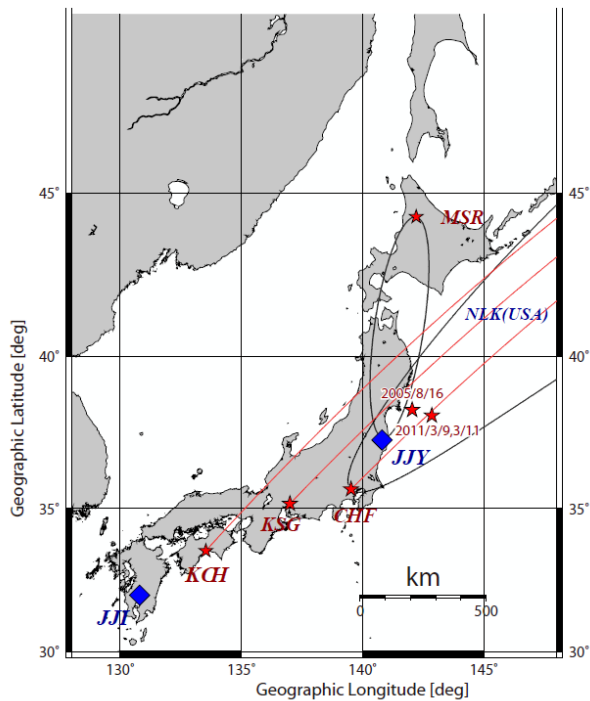 45°
45°
MSR
NLK(USA)
40°
40°
2005/8/16
2011/3/9,3/11
JJY
35°
35°
KSG
CHF
KCH
km
JJI
0
500
30°
30°
130°
135°
140°
145°
Geographic Longitude [deg]
Geographic Latitude [deg]